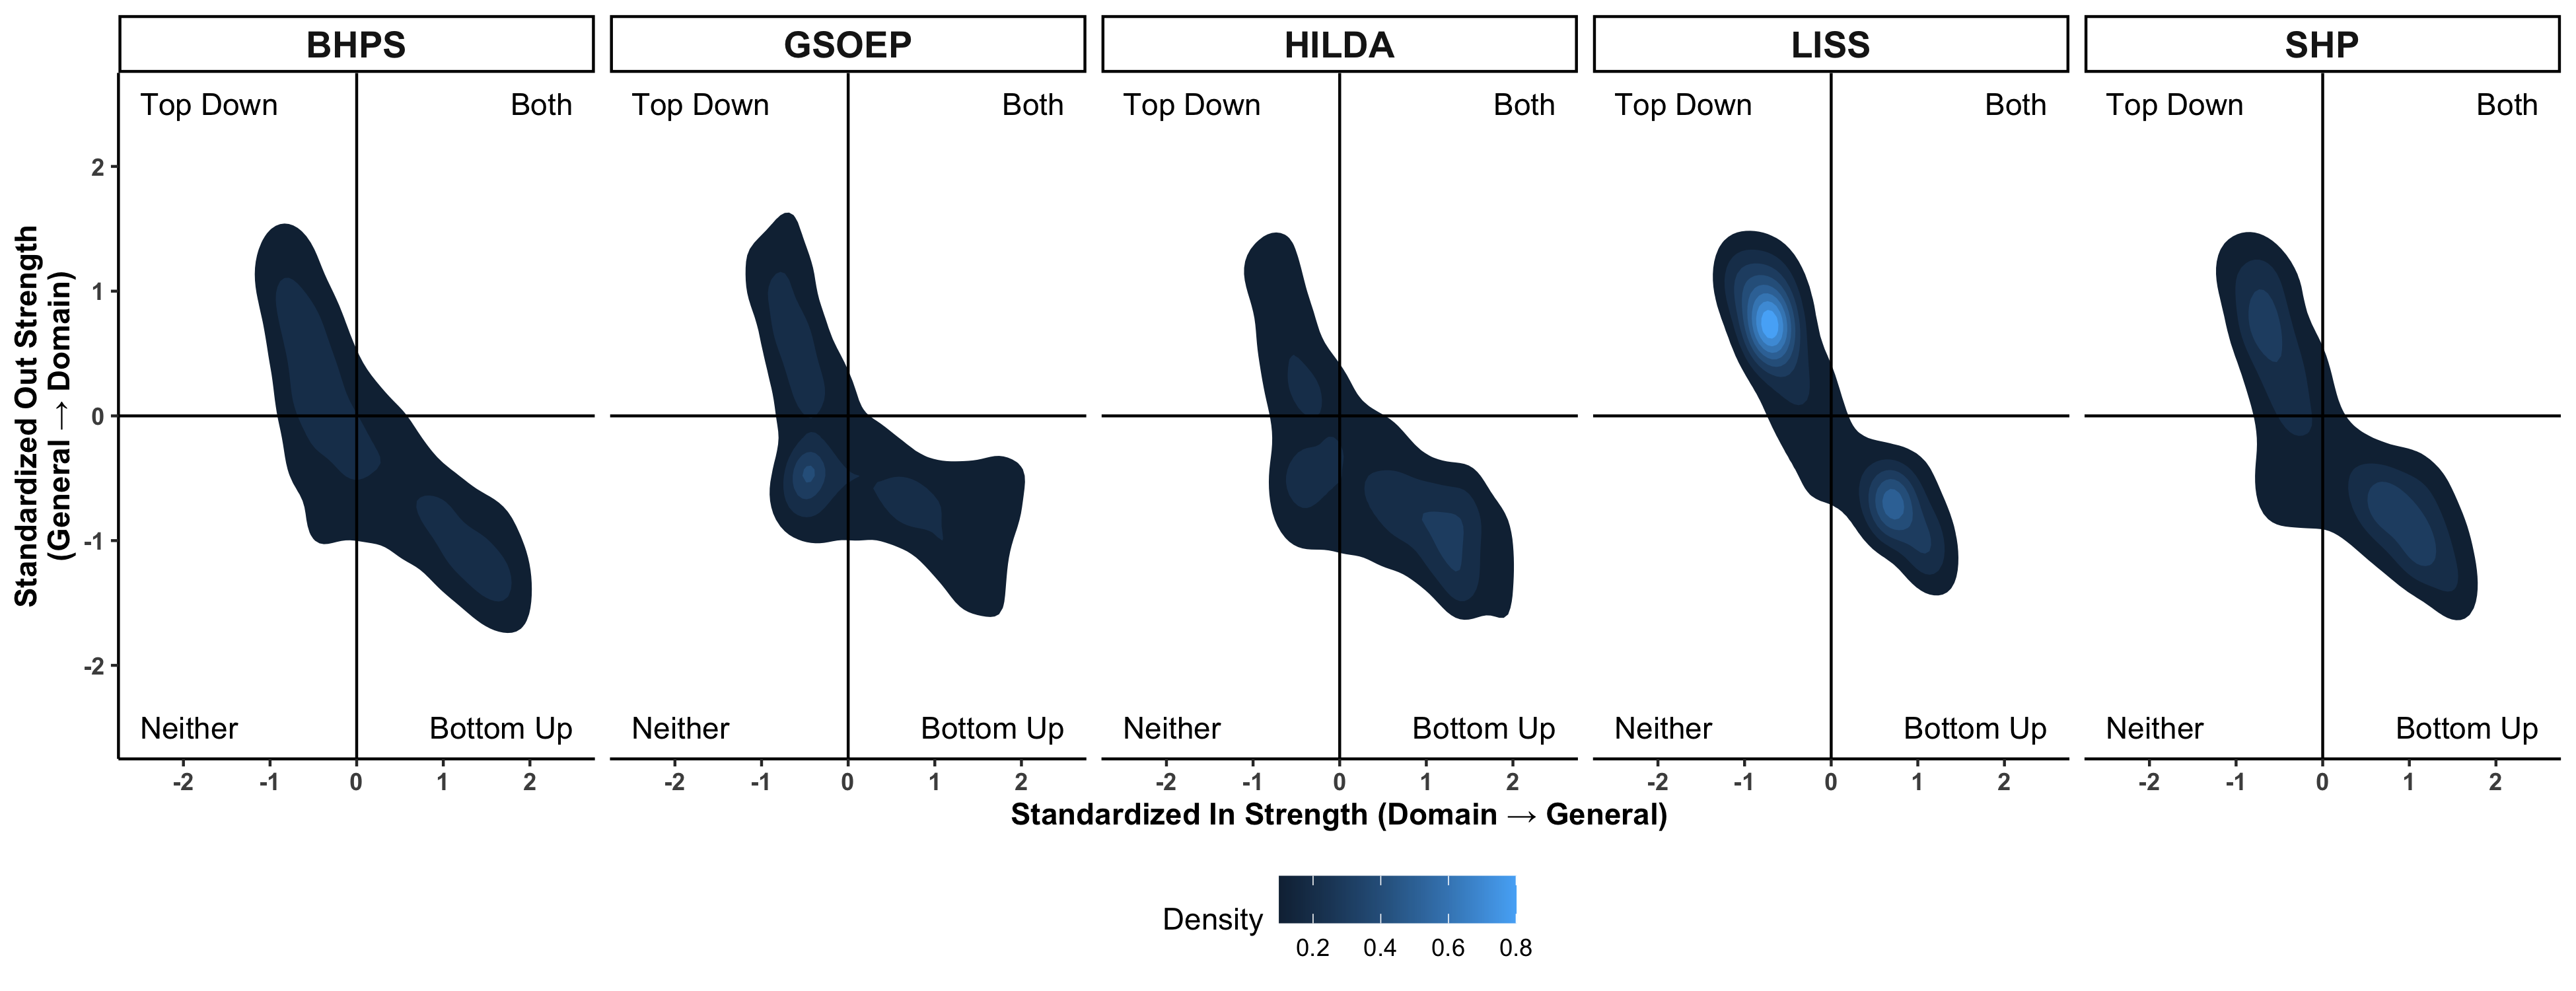 BHPS GSOEP HILDA LISS SHP
Top Down Both Top Down Both Top Down Both Top Down Both Top Down Both
Standardized Out Strength
(General → Domain)
2
1
0
-1
-2
Neither Bottom Up Neither Bottom Up Neither Bottom Up Neither Bottom Up Neither Bottom Up
-2 -1 0 1 2 -2 -1 0 1 2 -2 -1 0 1 2 -2 -1 0 1 2 -2 -1 0 1 2
Standardized In Strength (Domain → General)
Density
0.2 0.4 0.6 0.8